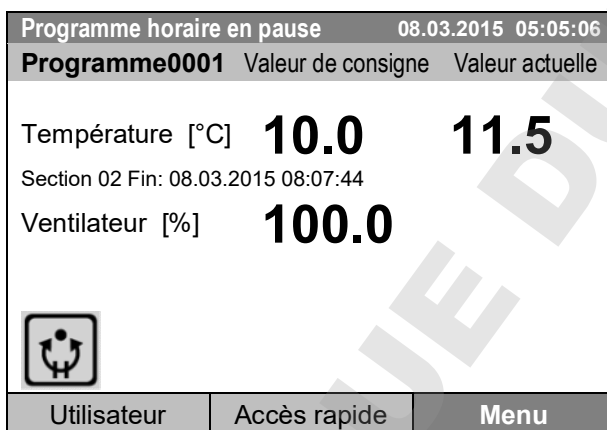 Programme horaire en pause 08.03.2015 05:05:06
Programme0001 Valeur de consigne Valeur actuelle
Température [°C] 10.0 11.5
Section 02 Fin: 08.03.2015 08:07:44
Ventilateur [%] 100.0
Utilisateur Accès rapide Menu